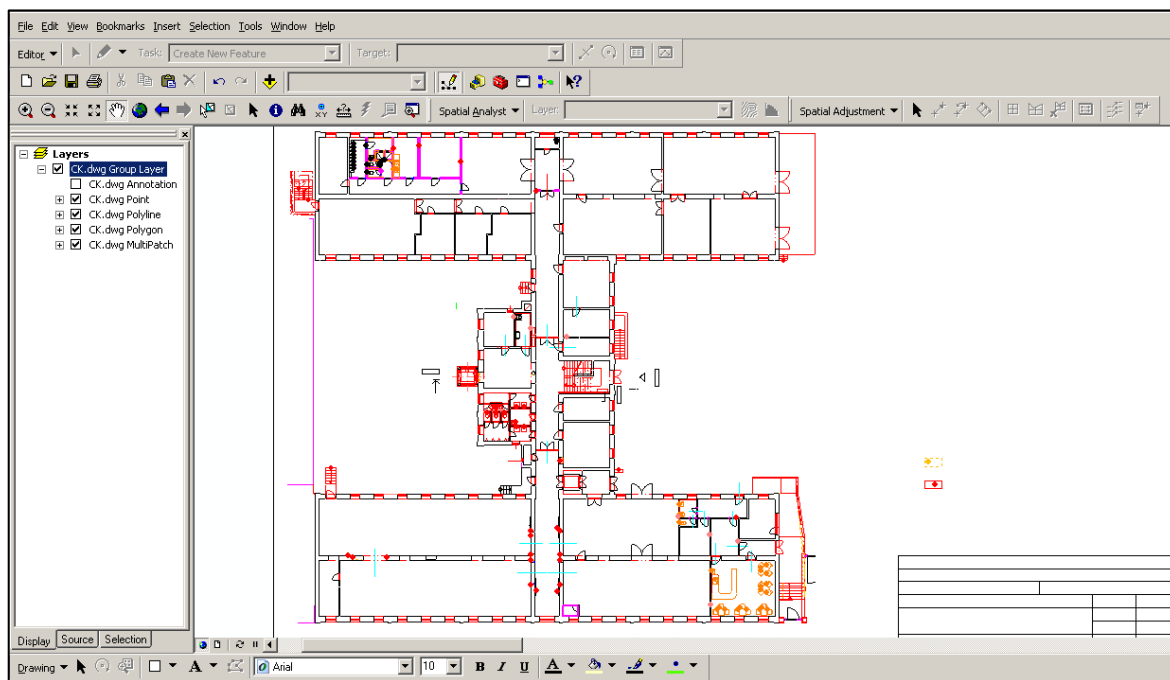 File Edit View Bookmarks Insert Selection Tools Window Help
Editor Task: Create New Feature Target:
Spatial Analyst Layer: Spatial Adjustment
Layers
CK.dwg Group Layer
CK.dwg Annotation
CK.dwg Point
CK.dwg Polyline
CK.dwg Polygon
CK.dwg MultiPatch
Display Source Selection
Drawing A Arial 10 B I U A